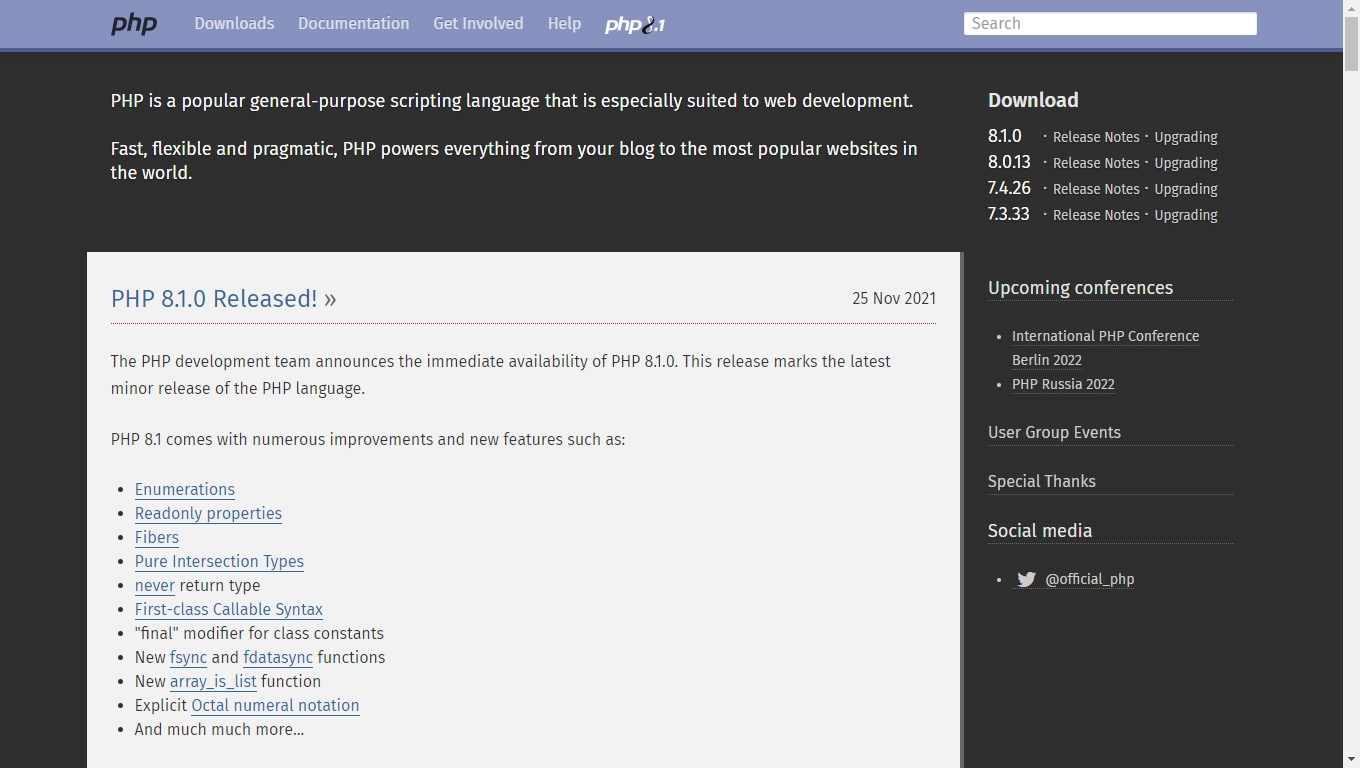 php
Downloads
Documentation
Get Involved
Help
php8.1
Search
PHP is a popular general-purpose scripting language that is especially suited to web development.
Fast, flexible and pragmatic, PHP powers everything from your blog to the most popular websites in
the world.
Download
8.1.0 · Release Notes · Upgrading
8.0.13 · Release Notes · Upgrading
7.4.26 · Release Notes · Upgrading
7.3.33 · Release Notes · Upgrading
PHP 8.1.0 Released! »
25 Nov 2021
The PHP development team announces the immediate availability of PHP 8.1.0. This release marks the latest
minor release of the PHP language.
PHP 8.1 comes with numerous improvements and new features such as:
• Enumerations
• Readonly properties
• Fibers
• Pure Intersection Types
• never return type
• First-class Callable Syntax
• "final" modifier for class constants
• New fsync and fdatasync functions
• New array_is_list function
• Explicit Octal numeral notation
• And much much more...
Upcoming conferences
• International PHP Conference
Berlin 2022
• PHP Russia 2022
User Group Events
Special Thanks
Social media
• @official_php